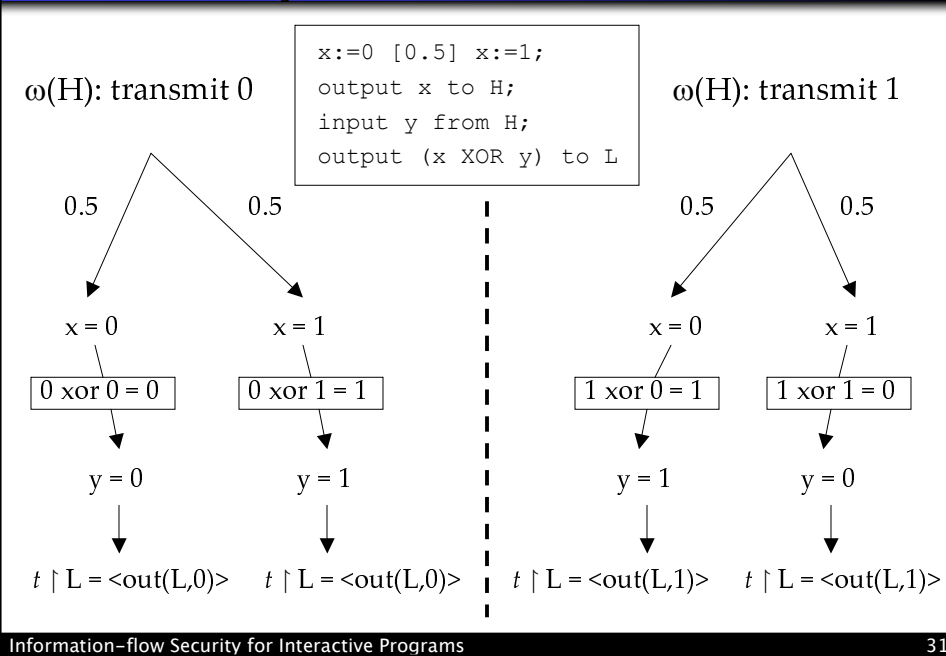 x:=0 [0.5] x:=1;
output x to H;
input y from H;
output (x XOR y) to L
ω(H): transmit 0
0.5 0.5
x = 0 x = 1
0 xor 0 = 0 0 xor 1 = 1
y = 0 y = 1
t ↾ L = <out(L,0)> t ↾ L = <out(L,0)>
ω(H): transmit 1
0.5 0.5
x = 0 x = 1
1 xor 0 = 1 1 xor 1 = 0
y = 1 y = 0
t ↾ L = <out(L,1)> t ↾ L = <out(L,1)>
Information-flow Security for Interactive Programs 31